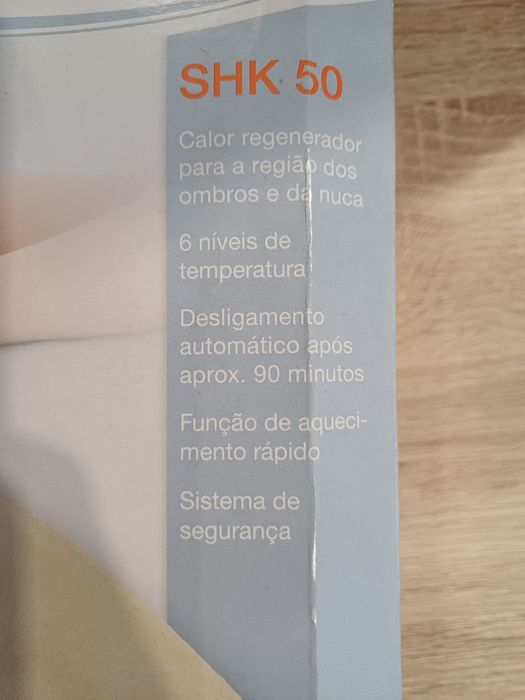 SHK 50
Calor regenerador
para a região dos
ombros e da nuca
6 níveis de
temperatura
Desligamento
automático após
aprox. 90 minutos
Função de aqueci-
mento rápido
Sistema de
segurança